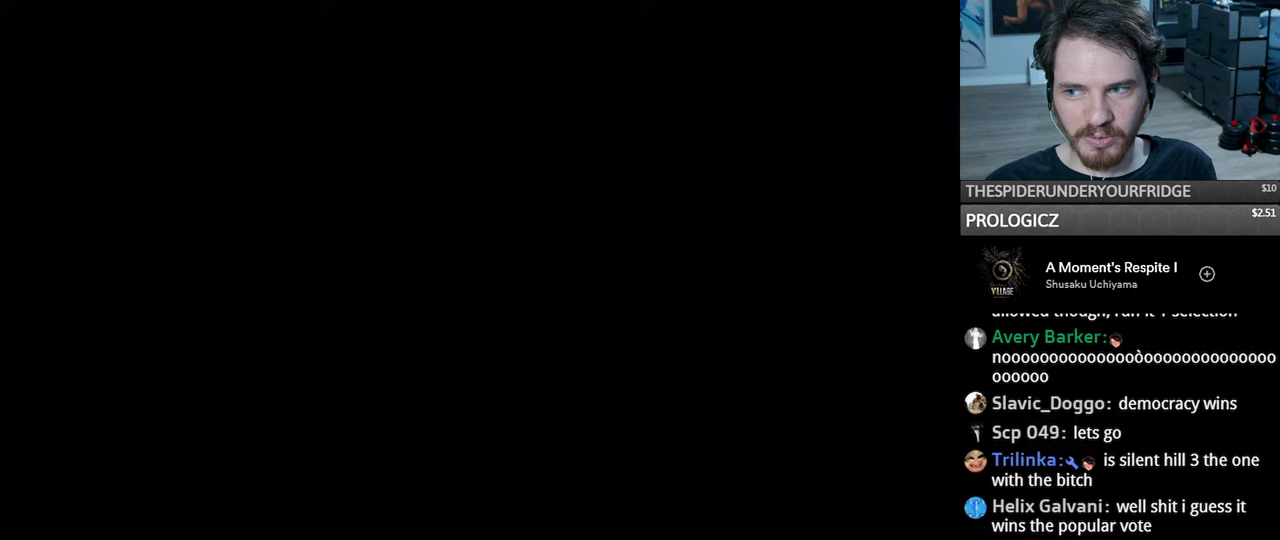 THESPIDERUNDERYOURFRIDGE $10
PROLOGICZ $2.51
A Moment's Respite I
Shusaku Uchiyama
VILLAGE
Avery Barker:
noooooooooooooòooooooooooooooo
oooooo
Slavic_Doggo: democracy wins
Scp 049: lets go
Trilinka: is silent hill 3 the one
with the bitch
Helix Galvani: well shit i guess it
wins the popular vote